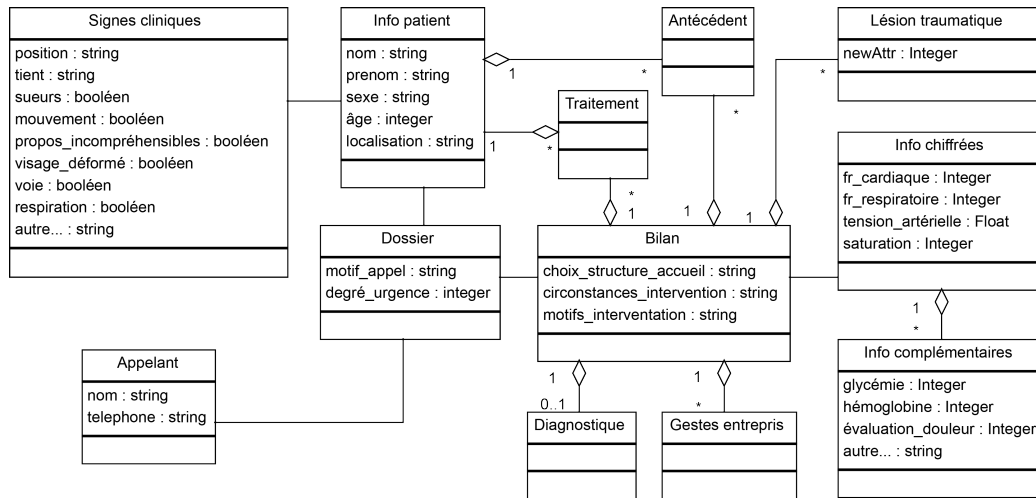 Signes cliniques
position : string
tient : string
sueurs : booléen
mouvement : booléen
propos_incompréhensibles : booléen
visage_déformé : booléen
voie : booléen
respiration : booléen
autre... : string
Info patient
nom : string
prenom : string
sexe : string
âge : integer
localisation : string
1
*
1
*
Antécédent
*
Traitement
*
Lésion traumatique
newAttr : Integer
*
Info chiffrées
fr_cardiaque : Integer
fr_respiratoire : Integer
tension_artérielle : Float
saturation : Integer
1
*
Dossier
motif_appel : string
degré_urgence : integer
1
1
1
Bilan
choix_structure_accueil : string
circonstances_intervention : string
motifs_interventation : string
1
0..1
1
*
Appelant
nom : string
telephone : string
Diagnostique
Gestes entrepris
Info complémentaires
glycémie : Integer
hémoglobine : Integer
évaluation_douleur : Integer
autre... : string